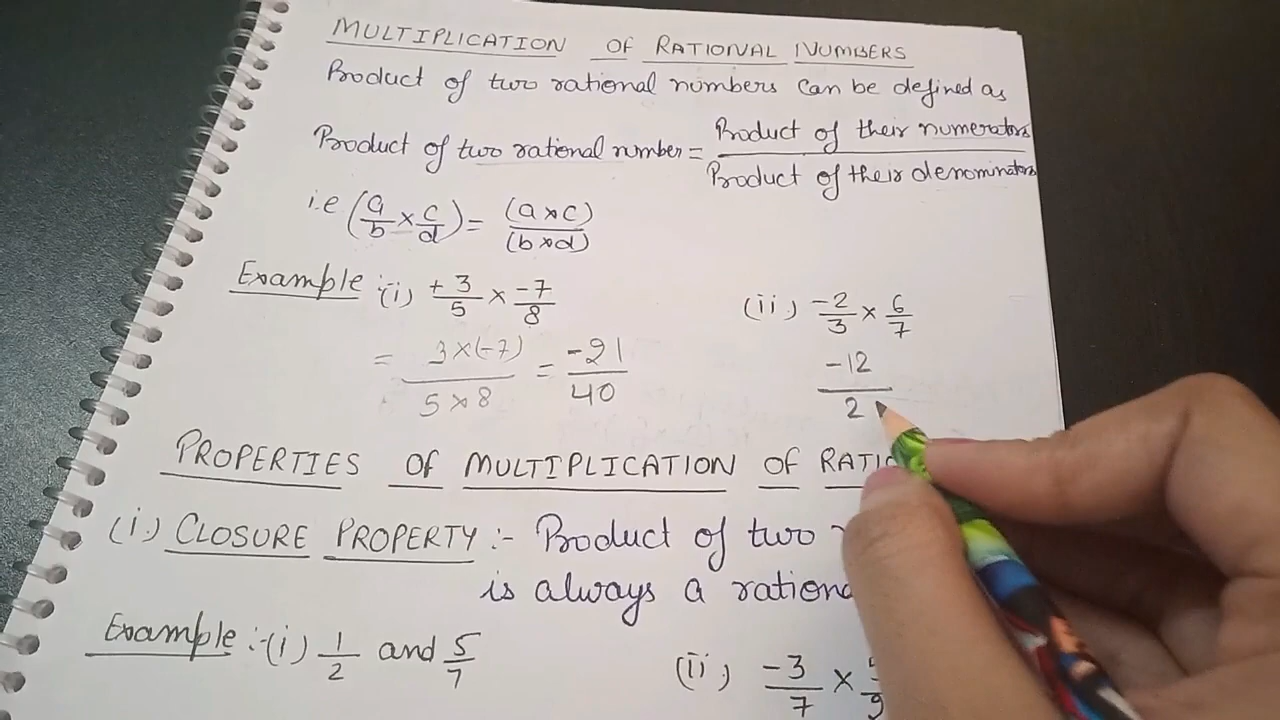 MULTIPLICATION OF RATIONAL NUMBERS
Product of two rational numbers can be defined as
Product of two rational number = Product of their numerators / Product of their denominators
i.e (a/b × c/d) = (a×c)/(b×d)
Example :- (i) +3/5 × -7/8 (ii) -2/3 × 6/7
= 3×(-7)/5×8 = -21/40 -12/2
PROPERTIES OF MULTIPLICATION OF
(i) CLOSURE PROPERTY :- Product of two
is always a
Example :- (i) 1/2 and 5/7 (ii) -3/7 ×